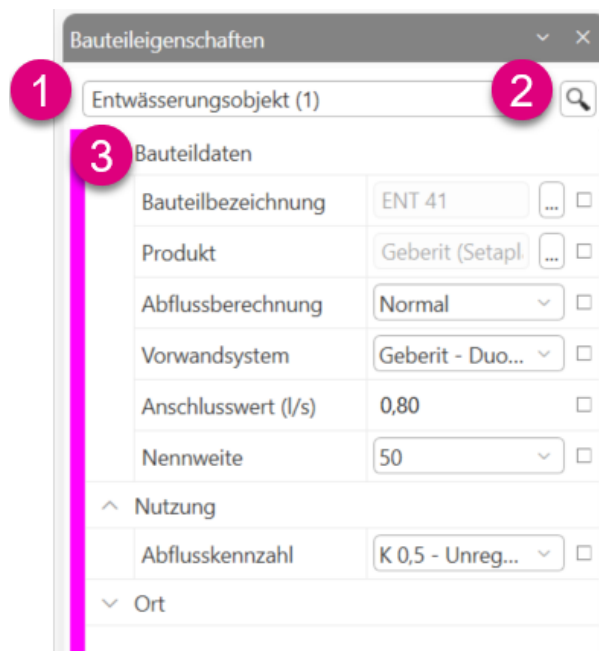 Bauteileigenschaften
1
Entwässerungsobjekt (1)
2
3
Bauteildaten
Bauteilbezeichnung ENT 41 ...
Produkt Geberit (Setapl ...
Abflussberechnung Normal
Vorwandsystem Geberit - Duo...
Anschlusswert (l/s) 0,80
Nennweite 50
Nutzung
Abflusskennzahl K 0,5 - Unreg...
Ort